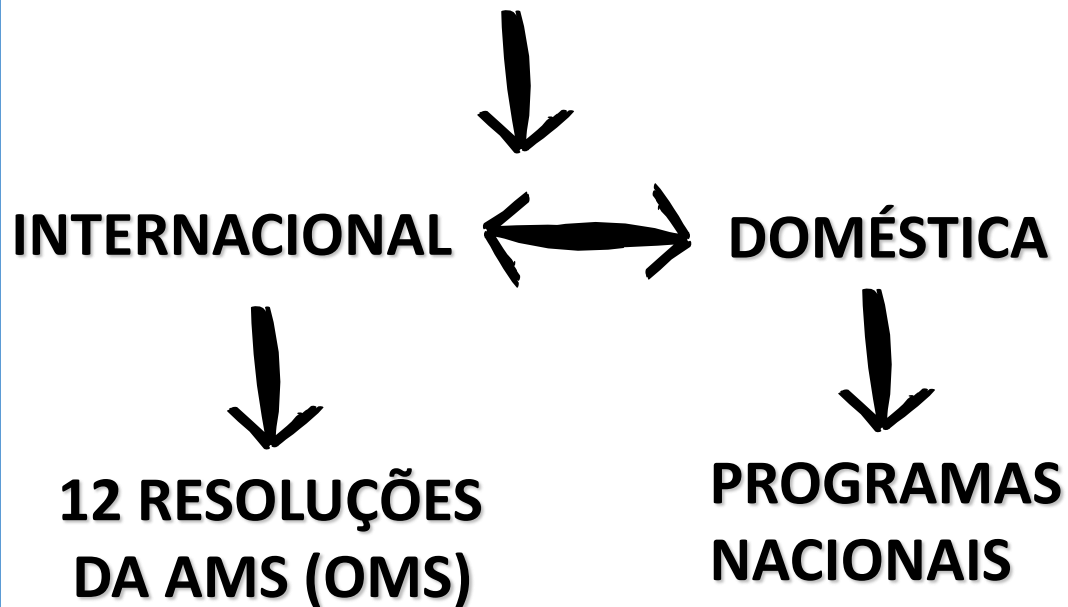 INTERNACIONAL
DOMÉSTICA
12 RESOLUÇÕES
DA AMS (OMS)
PROGRAMAS
NACIONAIS